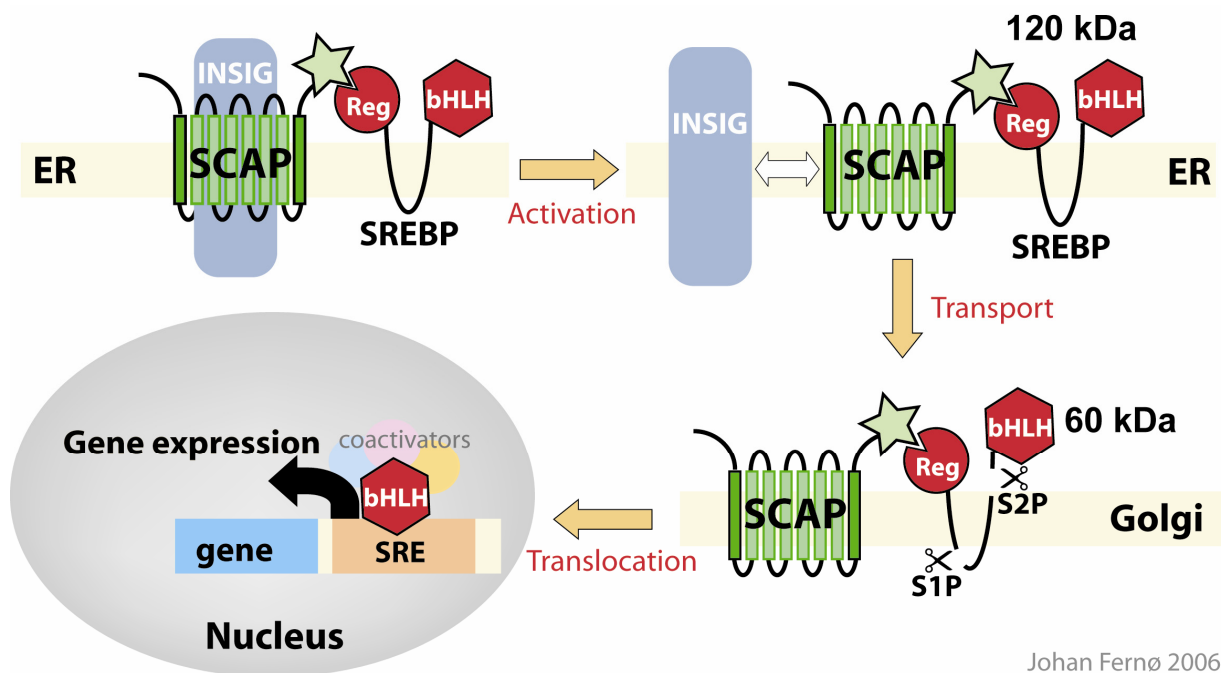 INSIG
Reg
bHLH
SCAP
ER
SREBP
Activation
120 kDa
INSIG
Reg
bHLH
SCAP
ER
SREBP
Transport
Reg
bHLH
60 kDa
S2P
SCAP
Golgi
S1P
Translocation
Gene expression
coactivators
bHLH
gene
SRE
Nucleus
Johan Fernø 2006